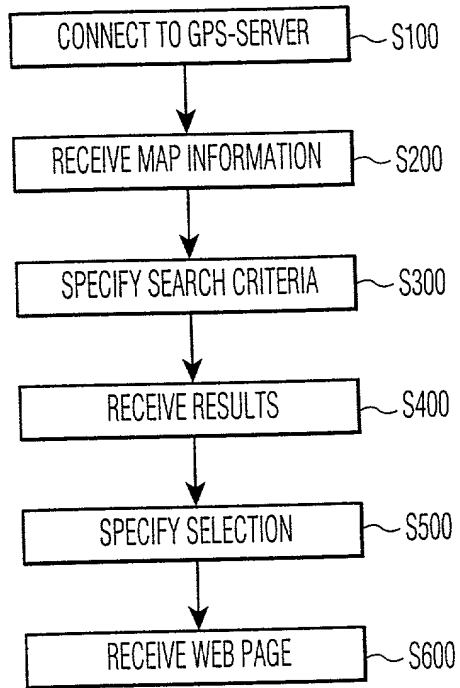 CONNECT TO GPS-SERVER S100
RECEIVE MAP INFORMATION S200
SPECIFY SEARCH CRITERIA S300
RECEIVE RESULTS S400
SPECIFY SELECTION S500
RECEIVE WEB PAGE S600